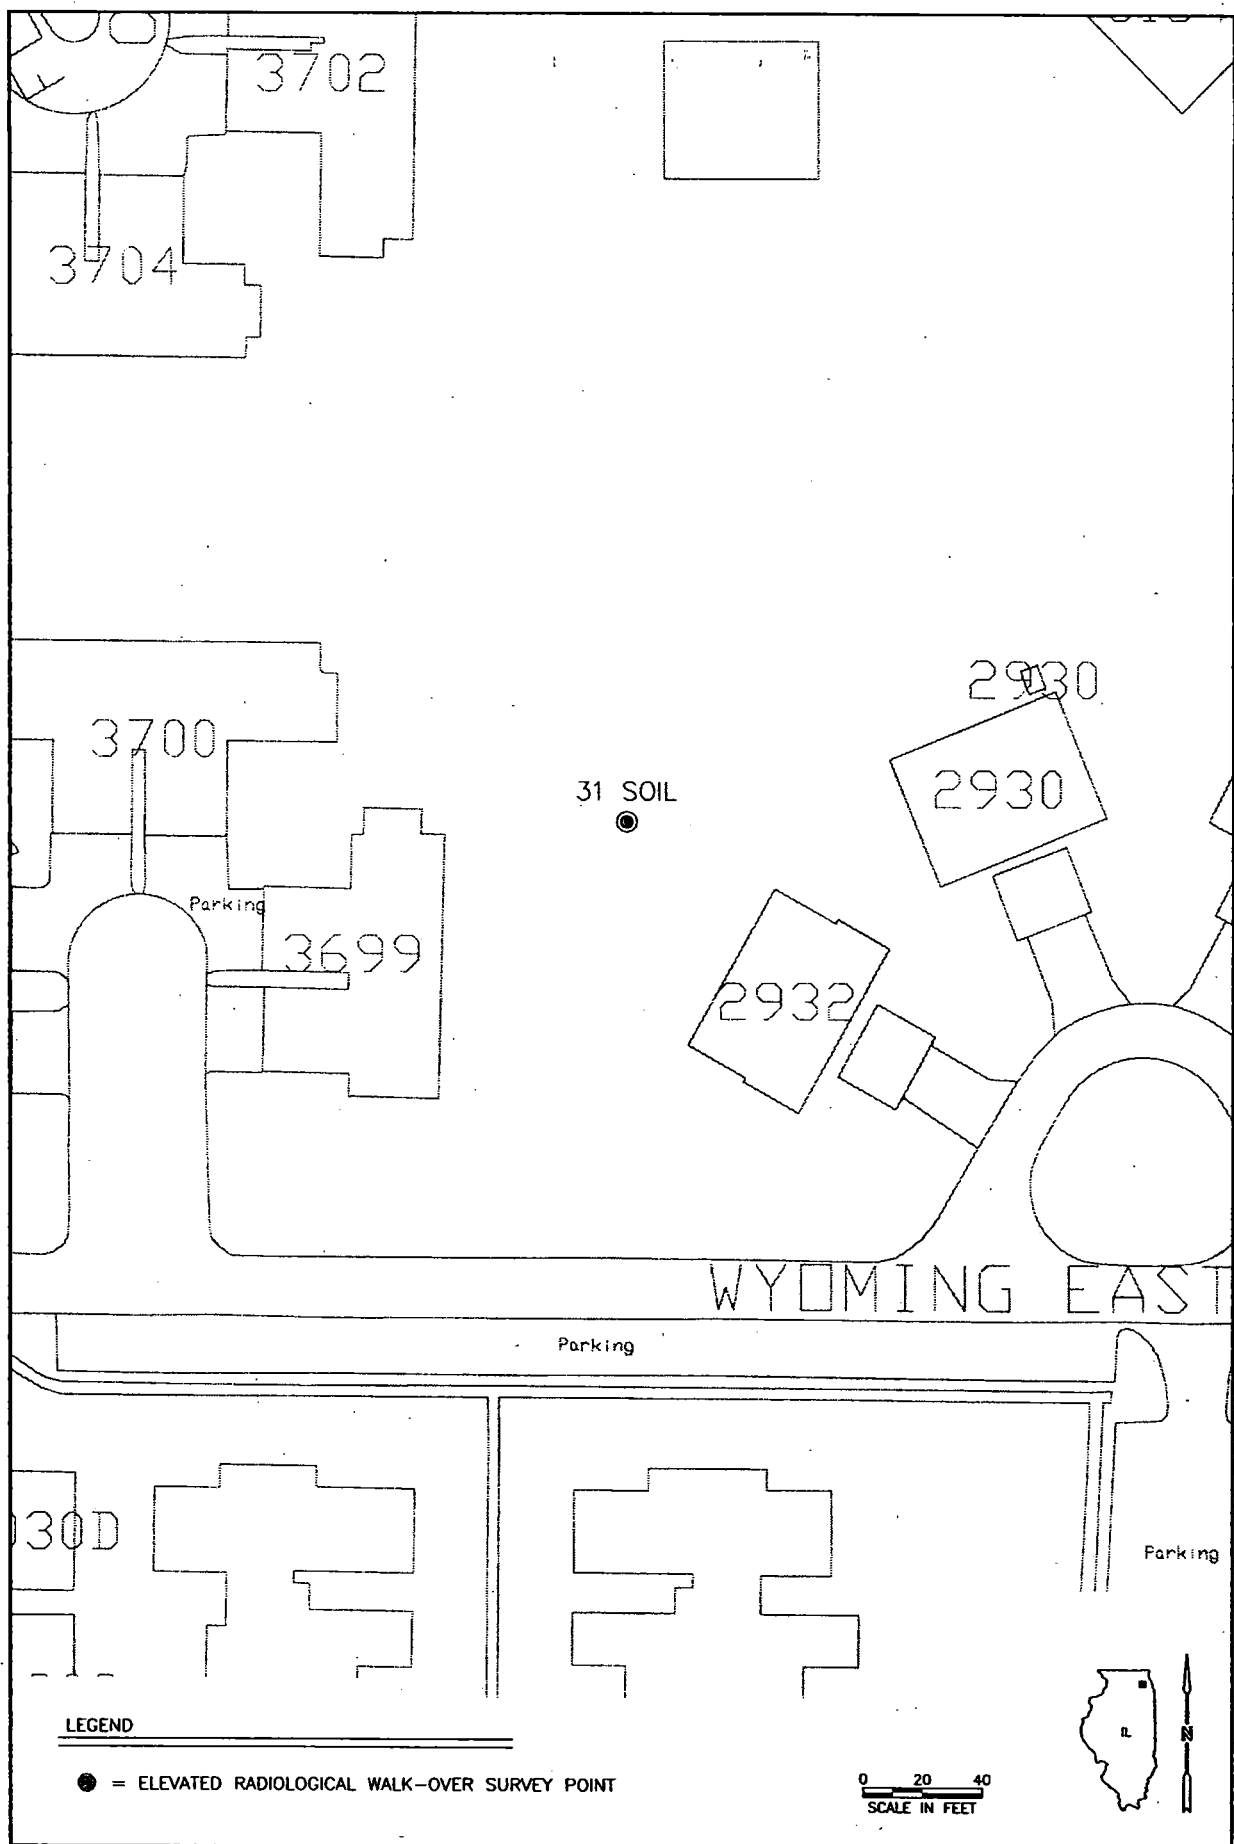 3702
3704
2930
3700
31 SOIL
2930
Parking
3699
2932
WYOMING EAST
Parking
030D
Parking
LEGEND
= ELEVATED RADIOLOGICAL WALK-OVER SURVEY POINT
IL
N
0 20 40
SCALE IN FEET